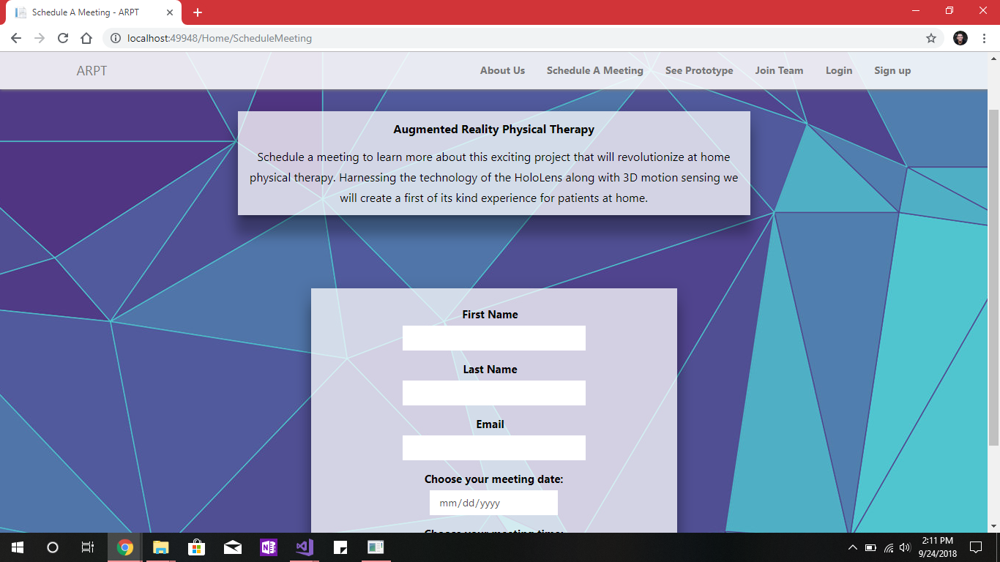 Schedule A Meeting - ARPT
localhost:49948/Home/ScheduleMeeting
ARPT
About Us
Schedule A Meeting
See Prototype
Join Team
Login
Sign up
Augmented Reality Physical Therapy
Schedule a meeting to learn more about this exciting project that will revolutionize at home
physical therapy. Harnessing the technology of the HoloLens along with 3D motion sensing we
will create a first of its kind experience for patients at home.
First Name
Last Name
Email
Choose your meeting date:
mm/dd/yyyy
Choose your meeting time:
2:11 PM
9/24/2018